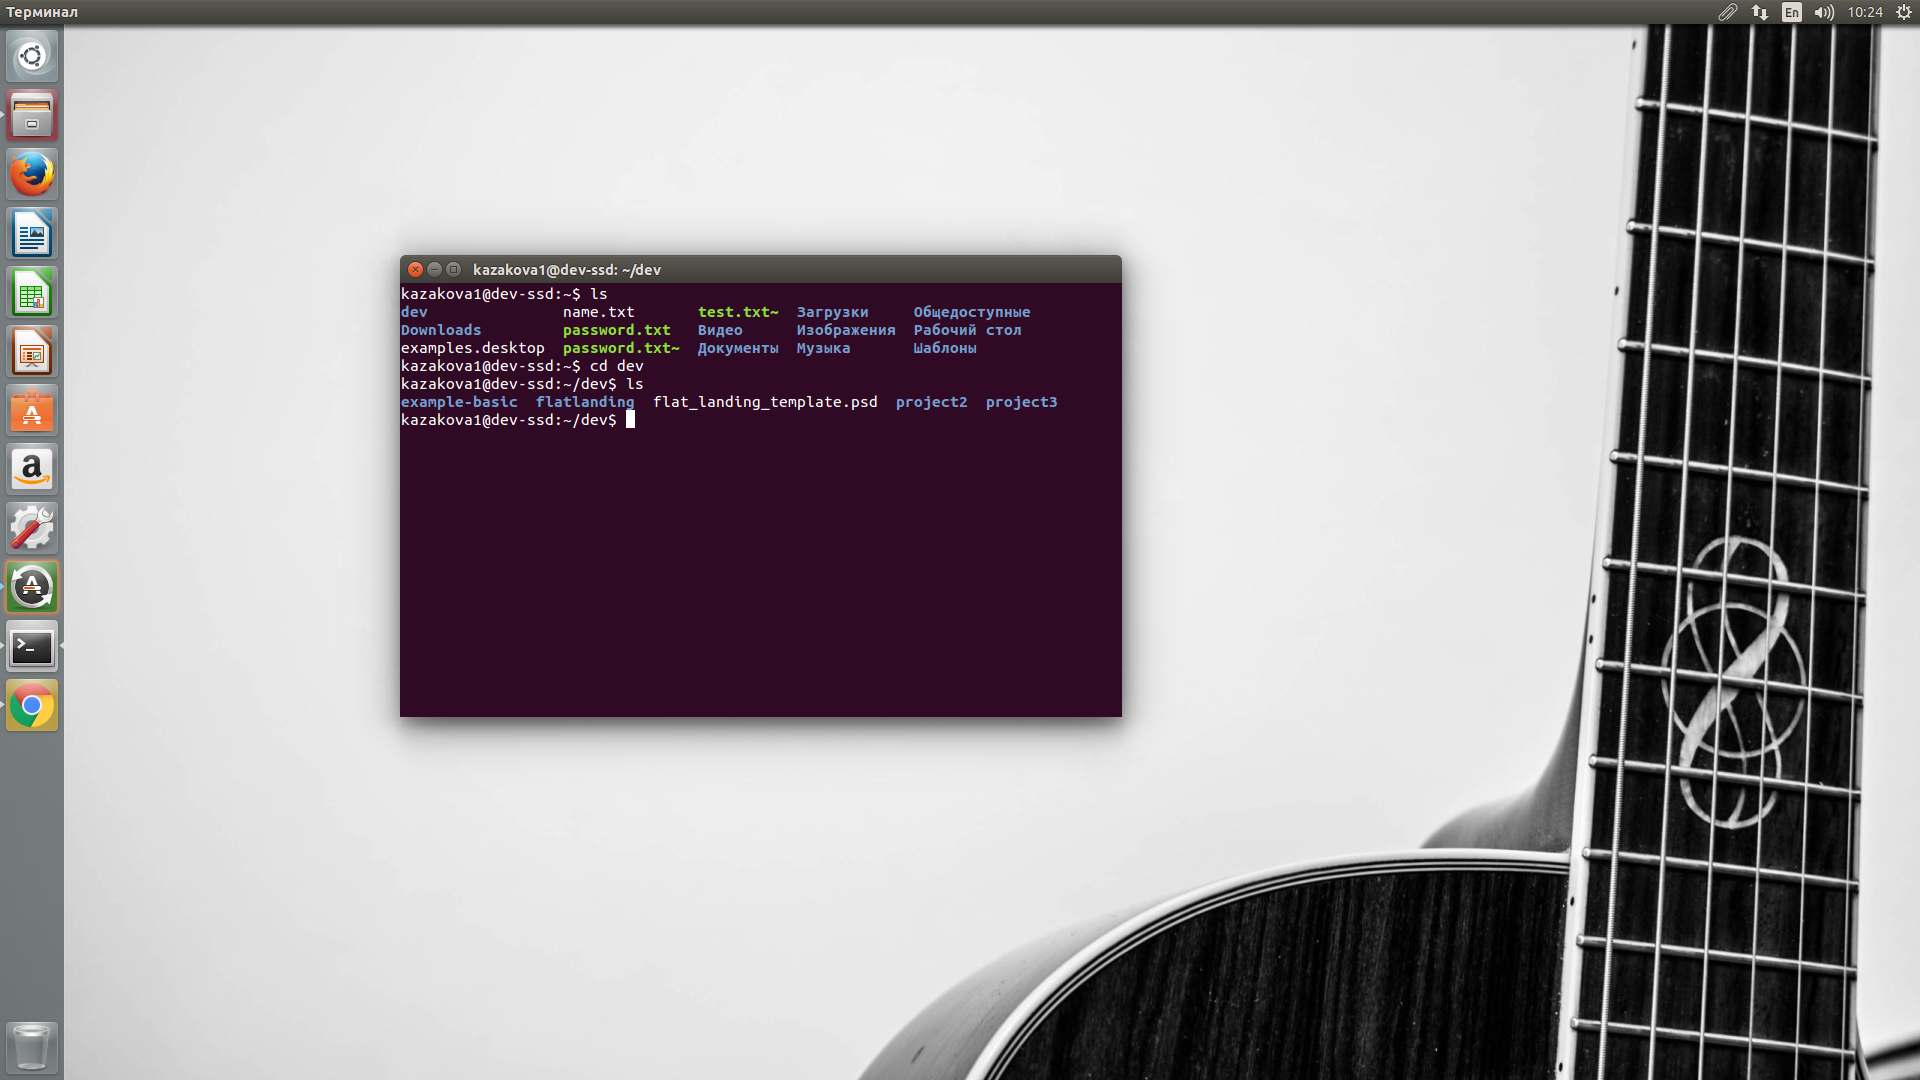 Терминал
En
10:24
kazakova1@dev-ssd: ~/dev
kazakova1@dev-ssd:~$ ls
dev name.txt test.txt~ Загрузки Общедоступные
Downloads password.txt Видео Изображения Рабочий стол
examples.desktop password.txt~ Документы Музыка Шаблоны
kazakova1@dev-ssd:~$ cd dev
kazakova1@dev-ssd:~/dev$ ls
example-basic flatlanding flat_landing_template.psd project2 project3
kazakova1@dev-ssd:~/dev$